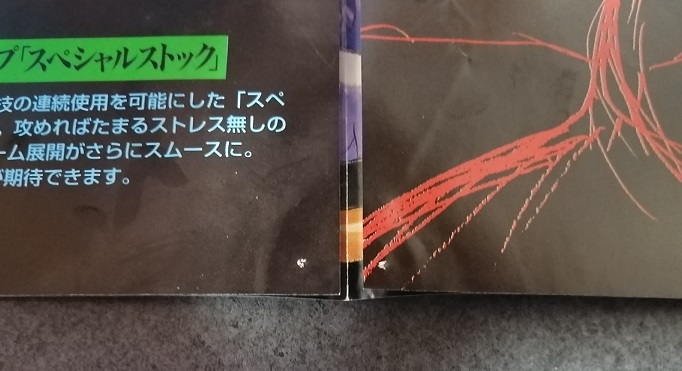 プ「スペシャルストック」
技の連続使用を可能にした「スペ
、攻めればたまるストレス無しの
ーム展開がさらにスムースに。
が期待できます。